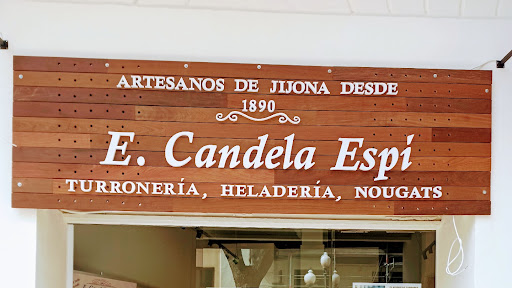 ARTESANOS DE JIJONA DESDE
1890
E. Candela Espí
TURRONERÍA, HELADERÍA, NOUGATS